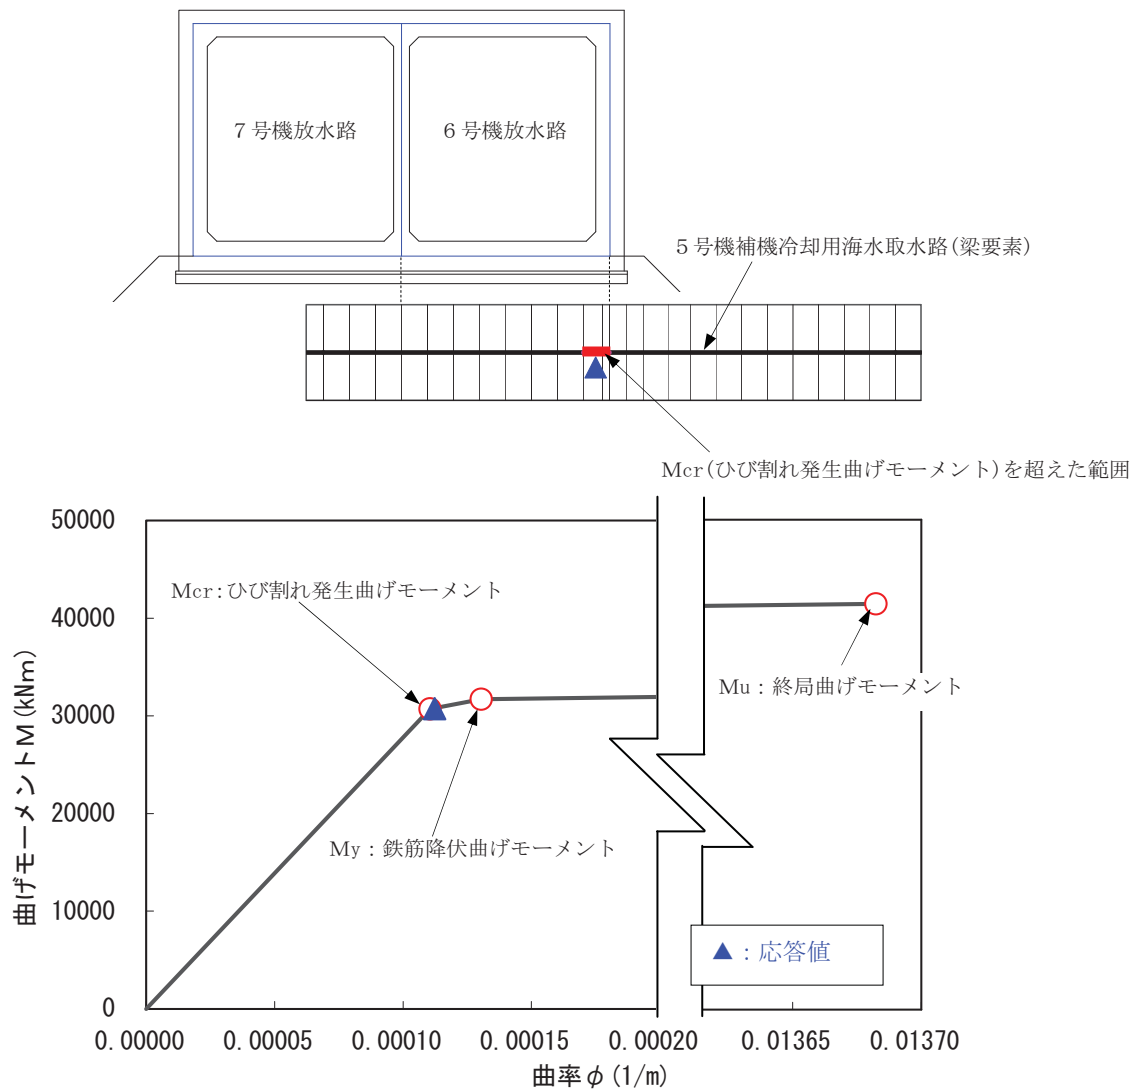 7号機放水路
6号機放水路
5号機補機冷却用海水取水路(梁要素)
Mcr(ひび割れ発生曲げモーメント)を超えた範囲
50000
40000
30000
20000
10000
0
曲げモーメントM(kNm)
Mcr:ひび割れ発生曲げモーメント
My:鉄筋降伏曲げモーメント
Mu:終局曲げモーメント
▲:応答値
0.00000 0.00005 0.00010 0.00015 0.00020 0.01365 0.01370
曲率φ(1/m)